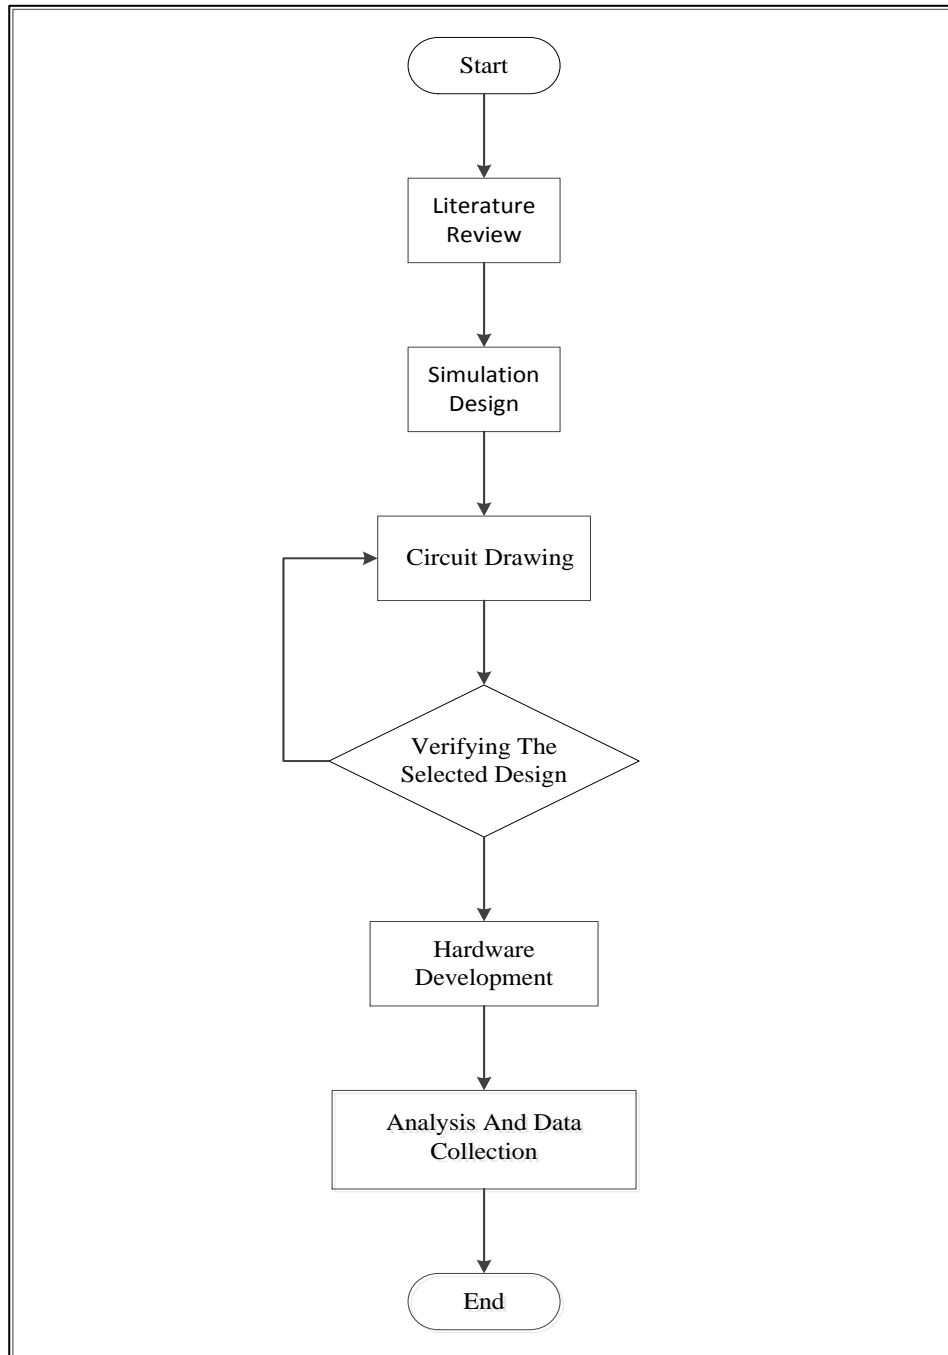 Start
Literature
Review
Simulation
Design
Circuit Drawing
Verifying The
Selected Design
Hardware
Development
Analysis And Data
Collection
End